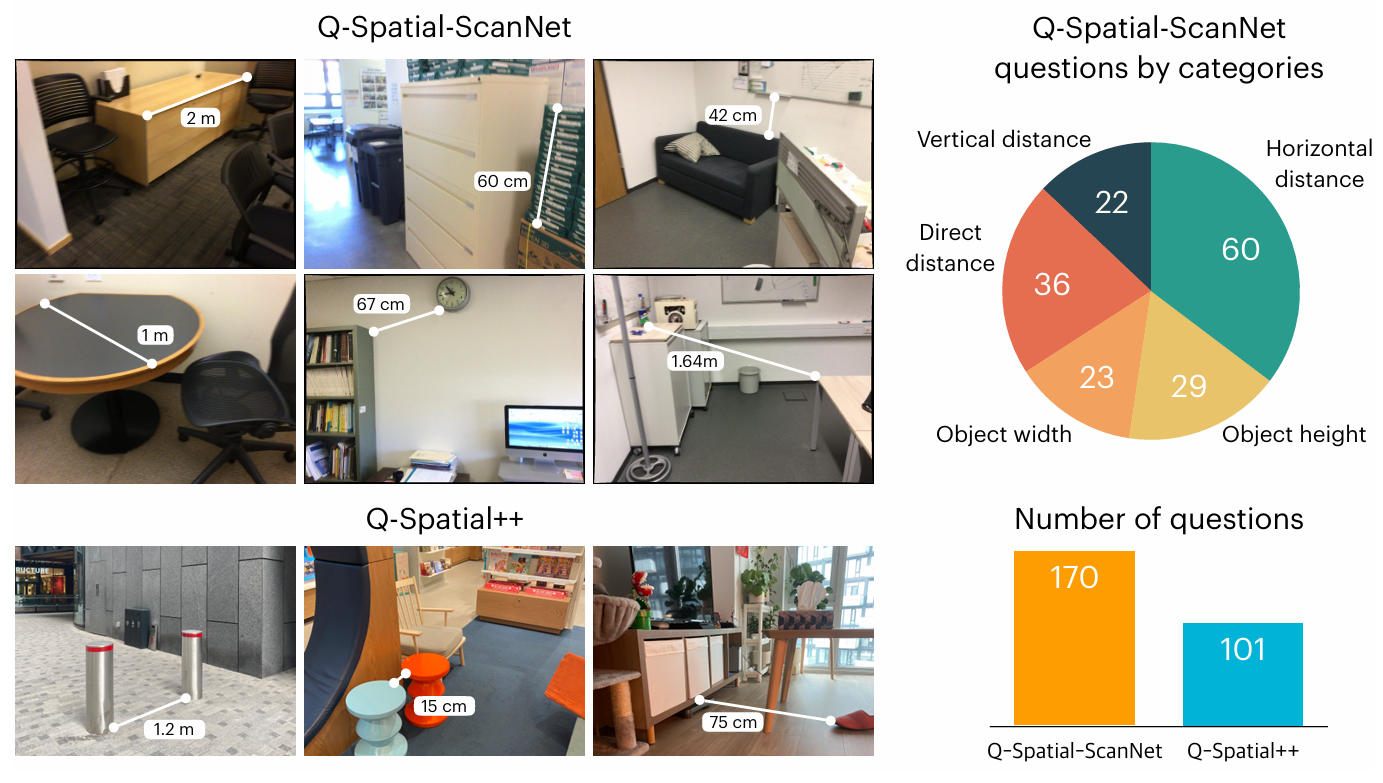 Q-Spatial-ScanNet
2 m
60 cm
42 cm
1 m
67 cm
1.64m
Q-Spatial++
RUCTURE
1.2 m
15 cm
75 cm
Q-Spatial-ScanNet
questions by categories
Vertical distance
Horizontal
distance
22
60
Direct
distance
36
23
29
Object width
Object height
Number of questions
170
101
Q-Spatial-ScanNet
Q-Spatial++